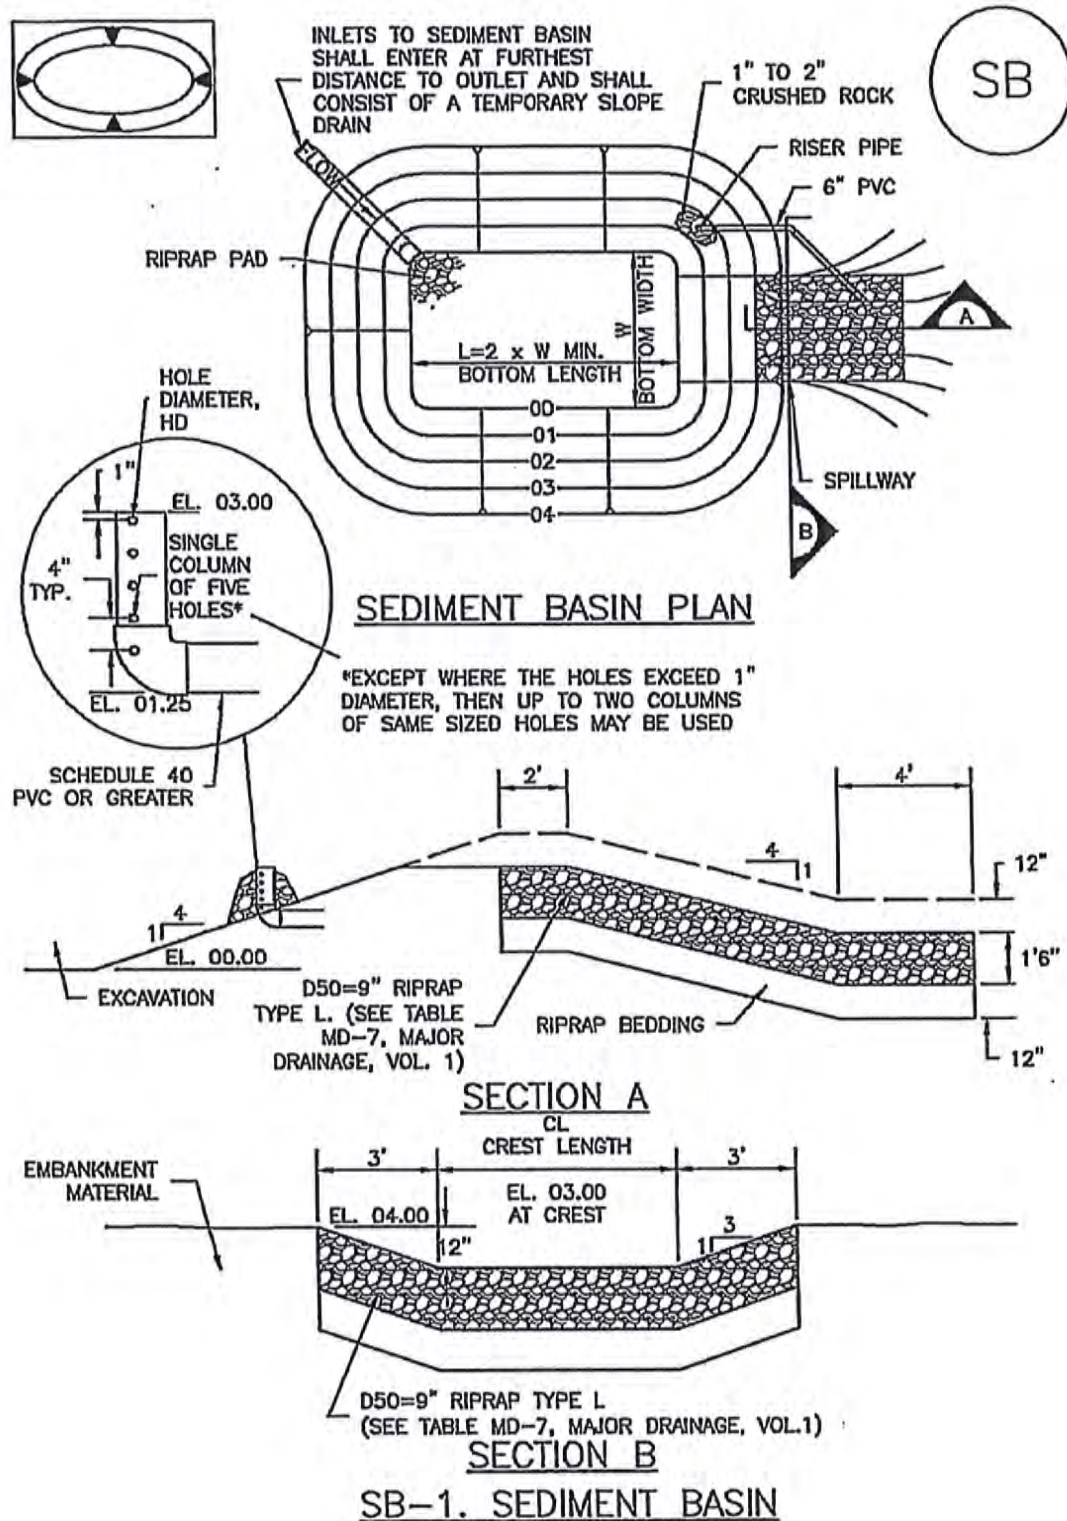 INLETS TO SEDIMENT BASIN
SHALL ENTER AT FURTHEST
DISTANCE TO OUTLET AND SHALL
CONSIST OF A TEMPORARY SLOPE
DRAIN
1" TO 2"
CRUSHED ROCK
SB
RISER PIPE
6" PVC
FLOW
RIPRAP PAD
W
BOTTOM WIDTH
L=2 x W MIN.
BOTTOM LENGTH
A
00
01
02
03
04
SPILLWAY
B
HOLE
DIAMETER,
HD
1"
EL. 03.00
4"
TYP.
SINGLE
COLUMN
OF FIVE
HOLES*
EL. 01.25
SEDIMENT BASIN PLAN
*EXCEPT WHERE THE HOLES EXCEED 1"
DIAMETER, THEN UP TO TWO COLUMNS
OF SAME SIZED HOLES MAY BE USED
SCHEDULE 40
PVC OR GREATER
2'
4'
4
1
12"
4
1
EL. 00.00
EXCAVATION
1'6"
D50=9" RIPRAP
TYPE L. (SEE TABLE
MD-7, MAJOR
DRAINAGE, VOL. 1)
RIPRAP BEDDING
12"
SECTION A
CL
CREST LENGTH
3'
3'
EMBANKMENT
MATERIAL
EL. 04.00
EL. 03.00
AT CREST
12"
3
1
D50=9" RIPRAP TYPE L
(SEE TABLE MD-7, MAJOR DRAINAGE, VOL.1)
SECTION B
SB-1. SEDIMENT BASIN